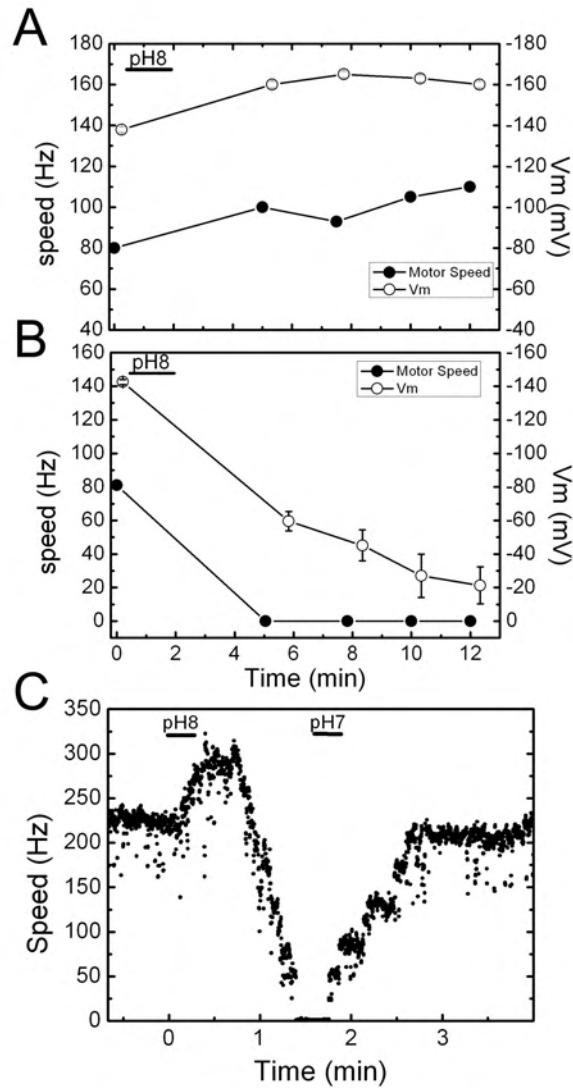 A
pH8
180
160
140
120
100
80
60
40
speed (Hz)
-180
-160
-140
-120
-100
-80
-60
-40
Vm (mV)
Motor Speed
Vm
B
pH8
160
140
120
100
80
60
40
20
0
speed (Hz)
-160
-140
-120
-100
-80
-60
-40
-20
0
Vm (mV)
Motor Speed
Vm
0 2 4 6 8 10 12
Time (min)
C
pH8 pH7
350
300
250
200
150
100
50
0
Speed (Hz)
0 1 2 3
Time (min)